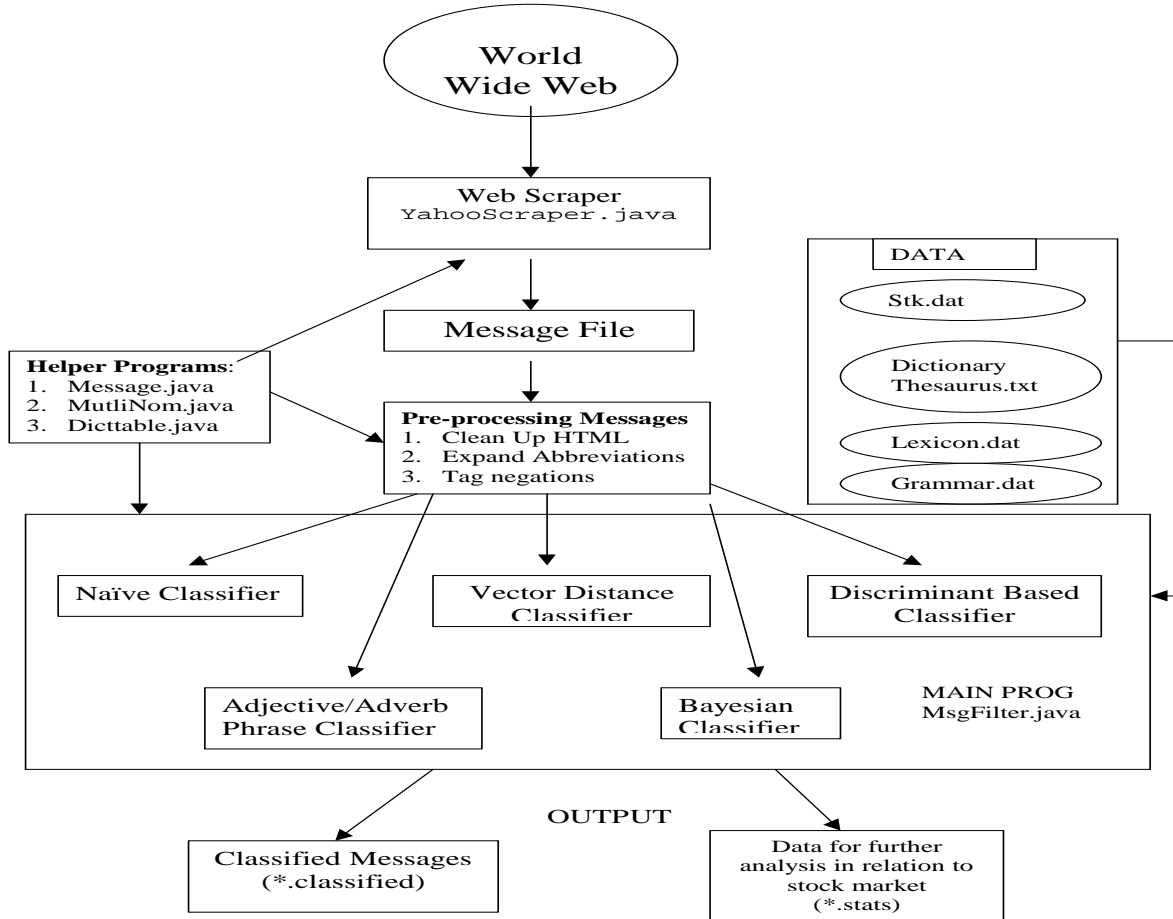 World
Wide Web
Web Scraper
YahooScraper.java
DATA
Stk.dat
Message File
Helper Programs:
1. Message.java
2. MutliNom.java
3. Dicttable.java
Dictionary
Thesaurus.txt
Pre-processing Messages
1. Clean Up HTML
2. Expand Abbreviations
3. Tag negations
Lexicon.dat
Grammar.dat
Naïve Classifier
Vector Distance
Classifier
Discriminant Based
Classifier
Adjective/Adverb
Phrase Classifier
Bayesian
Classifier
MAIN PROG
MsgFilter.java
OUTPUT
Classified Messages
(*.classified)
Data for further
analysis in relation to
stock market
(*.stats)